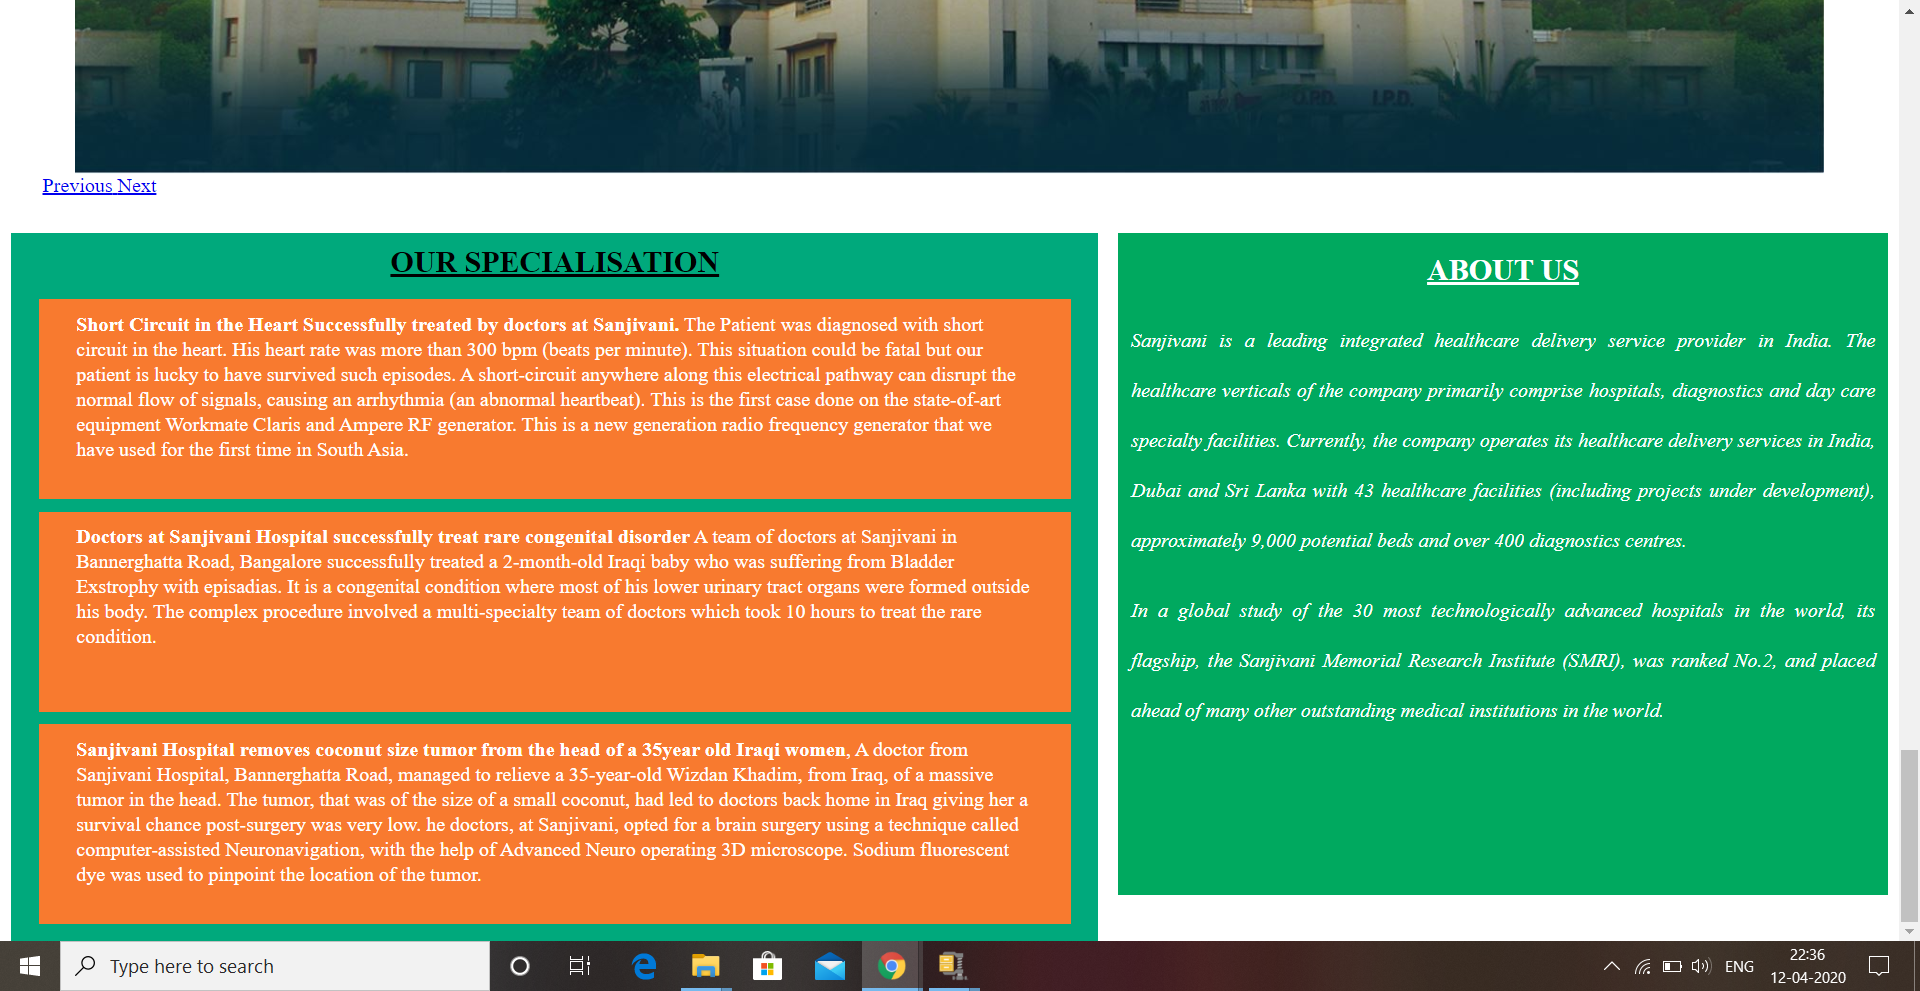 O.P.D. I.P.D.
Previous Next
OUR SPECIALISATION
Short Circuit in the Heart Successfully treated by doctors at Sanjivani. The Patient was diagnosed with short
circuit in the heart. His heart rate was more than 300 bpm (beats per minute). This situation could be fatal but our
patient is lucky to have survived such episodes. A short-circuit anywhere along this electrical pathway can disrupt the
normal flow of signals, causing an arrhythmia (an abnormal heartbeat). This is the first case done on the state-of-art
equipment Workmate Claris and Ampere RF generator. This is a new generation radio frequency generator that we
have used for the first time in South Asia.
Doctors at Sanjivani Hospital successfully treat rare congenital disorder A team of doctors at Sanjivani in
Bannerghatta Road, Bangalore successfully treated a 2-month-old Iraqi baby who was suffering from Bladder
Exstrophy with episadias. It is a congenital condition where most of his lower urinary tract organs were formed outside
his body. The complex procedure involved a multi-specialty team of doctors which took 10 hours to treat the rare
condition.
Sanjivani Hospital removes coconut size tumor from the head of a 35year old Iraqi women, A doctor from
Sanjivani Hospital, Bannerghatta Road, managed to relieve a 35-year-old Wizdan Khadim, from Iraq, of a massive
tumor in the head. The tumor, that was of the size of a small coconut, had led to doctors back home in Iraq giving her a
survival chance post-surgery was very low. he doctors, at Sanjivani, opted for a brain surgery using a technique called
computer-assisted Neuronavigation, with the help of Advanced Neuro operating 3D microscope. Sodium fluorescent
dye was used to pinpoint the location of the tumor.
ABOUT US
Sanjivani is a leading integrated healthcare delivery service provider in India. The
healthcare verticals of the company primarily comprise hospitals, diagnostics and day care
specialty facilities. Currently, the company operates its healthcare delivery services in India,
Dubai and Sri Lanka with 43 healthcare facilities (including projects under development),
approximately 9,000 potential beds and over 400 diagnostics centres.
In a global study of the 30 most technologically advanced hospitals in the world, its
flagship, the Sanjivani Memorial Research Institute (SMRI), was ranked No.2, and placed
ahead of many other outstanding medical institutions in the world.
Type here to search
ENG
22:36
12-04-2020